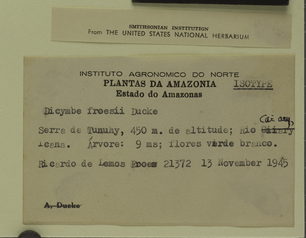 SMITHSONIAN INSTITUTION
From THE UNITED STATES NATIONAL HERBARIUM
INSTITUTO AGRONOMICO DO NORTE
PLANTAS DA AMAZONIA ISOTYPE
Estado do Amazonas
Dicymbe froesii Ducke
Serra de Tunuhy, 450 m. de altitude; Rio
Icana. Árvore: 9 ms; flores verde branco.
Ricardo de Lemos Froes 21372 13 November 1945
A. Ducke